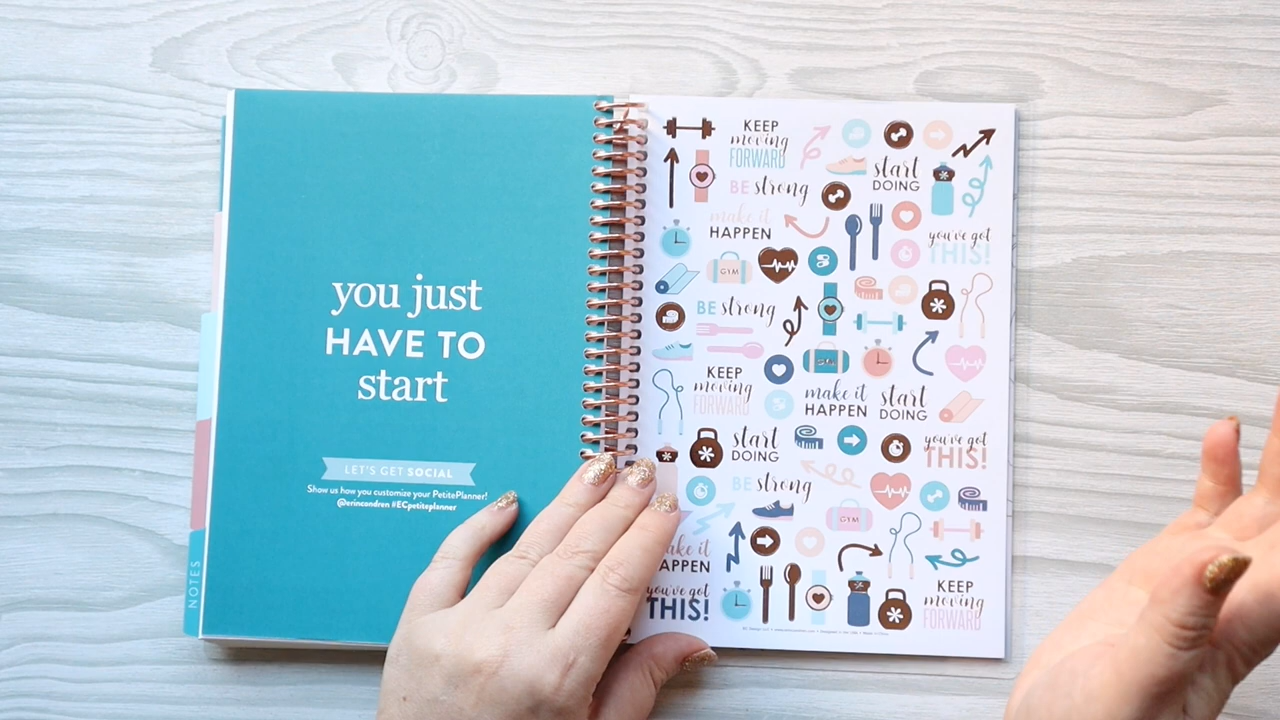 you just
HAVE TO
start
LET'S GET SOCIAL
Show us how you customize your PetitePlanner!
@erincondren #ECpetiteplanner
NOTES
KEEP
moving
FORWARD
start
DOING
BE strong
make it
HAPPEN
you've got
THIS!
GYM
BE strong
KEEP
moving
FORWARD
make it
HAPPEN
start
DOING
start
DOING
you've got
THIS!
BE strong
GYM
make it
HAPPEN
you've got
THIS!
KEEP
moving
FORWARD